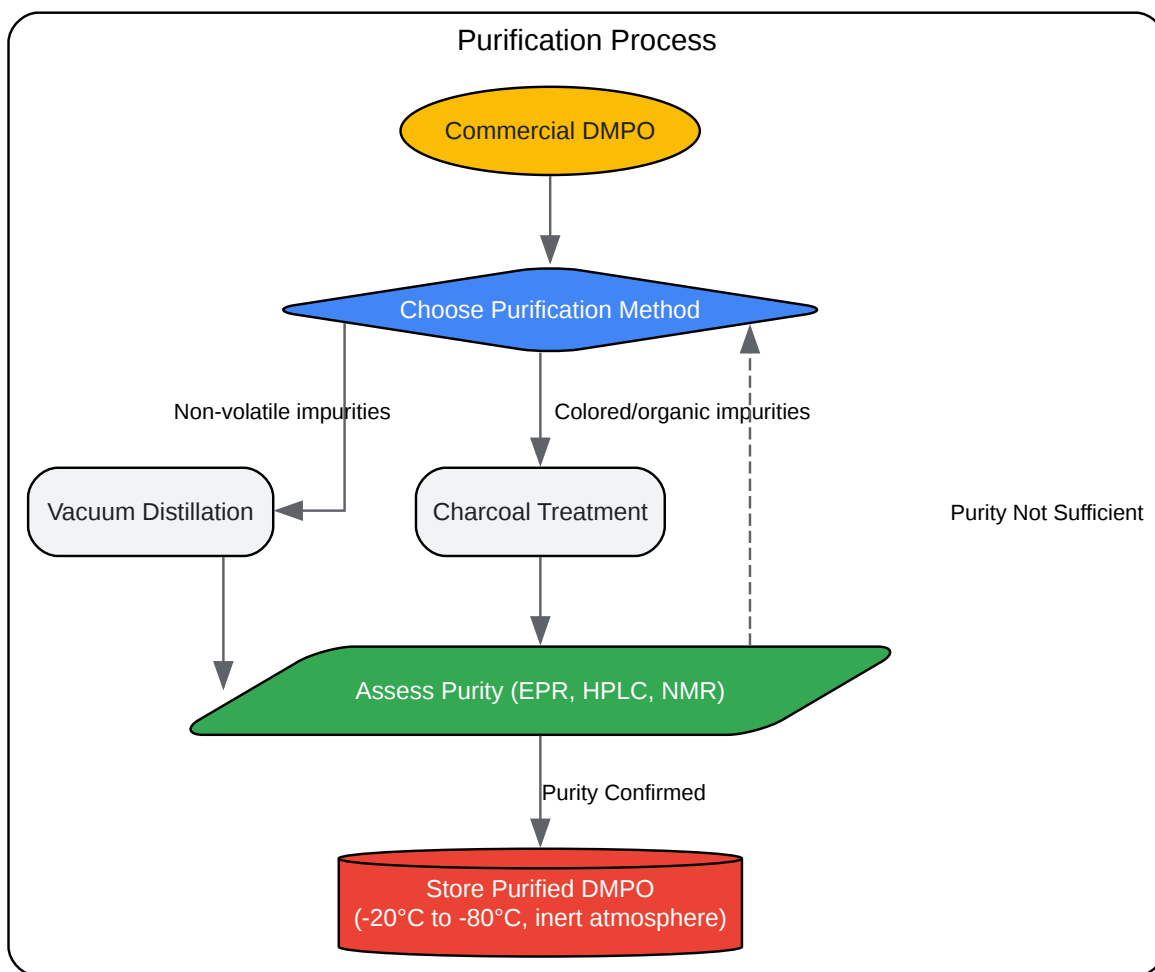 Purification Process
Commercial DMPO
Choose Purification Method
Non-volatile impurities
Colored/organic impurities
Vacuum Distillation
Charcoal Treatment
Purity Not Sufficient
Assess Purity (EPR, HPLC, NMR)
Purity Confirmed
Store Purified DMPO
(-20°C to -80°C, inert atmosphere)